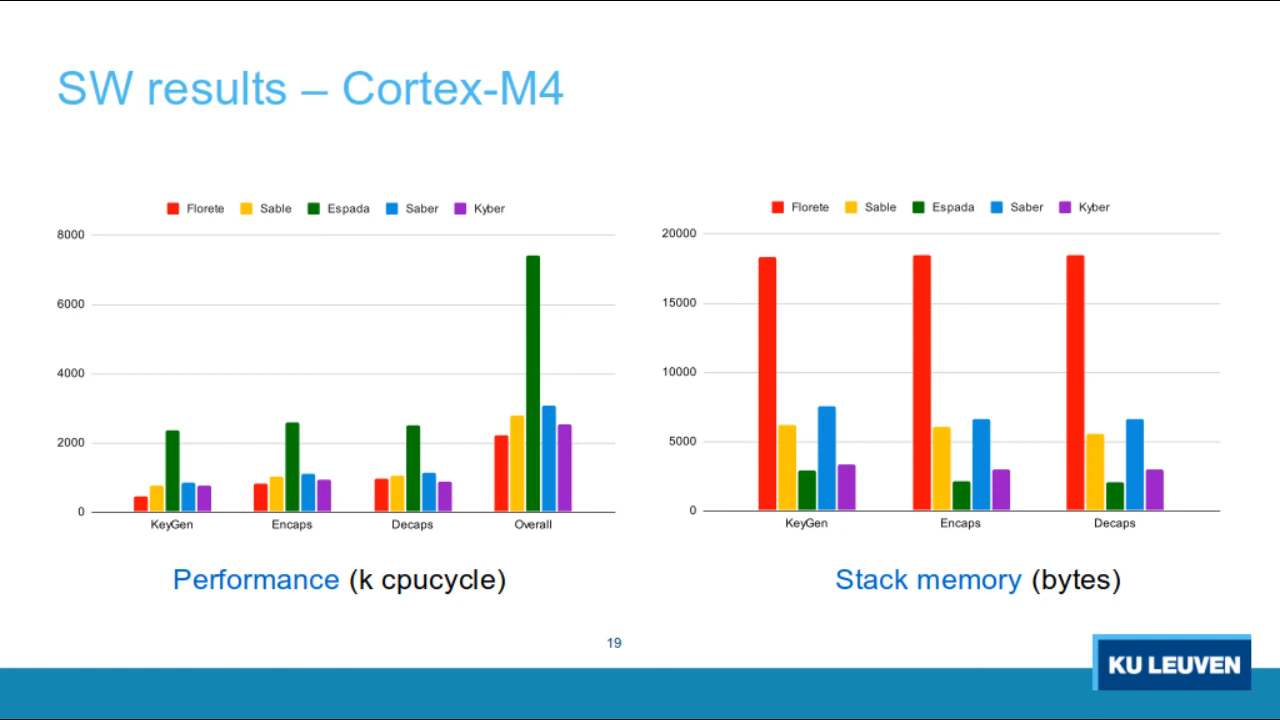 SW results – Cortex-M4
Florete Sable Espada Saber Kyber
8000
6000
4000
2000
0
KeyGen Encaps Decaps Overall
Performance (k cpucycle)
Florete Sable Espada Saber Kyber
20000
15000
10000
5000
0
KeyGen Encaps Decaps
Stack memory (bytes)
19
KU LEUVEN